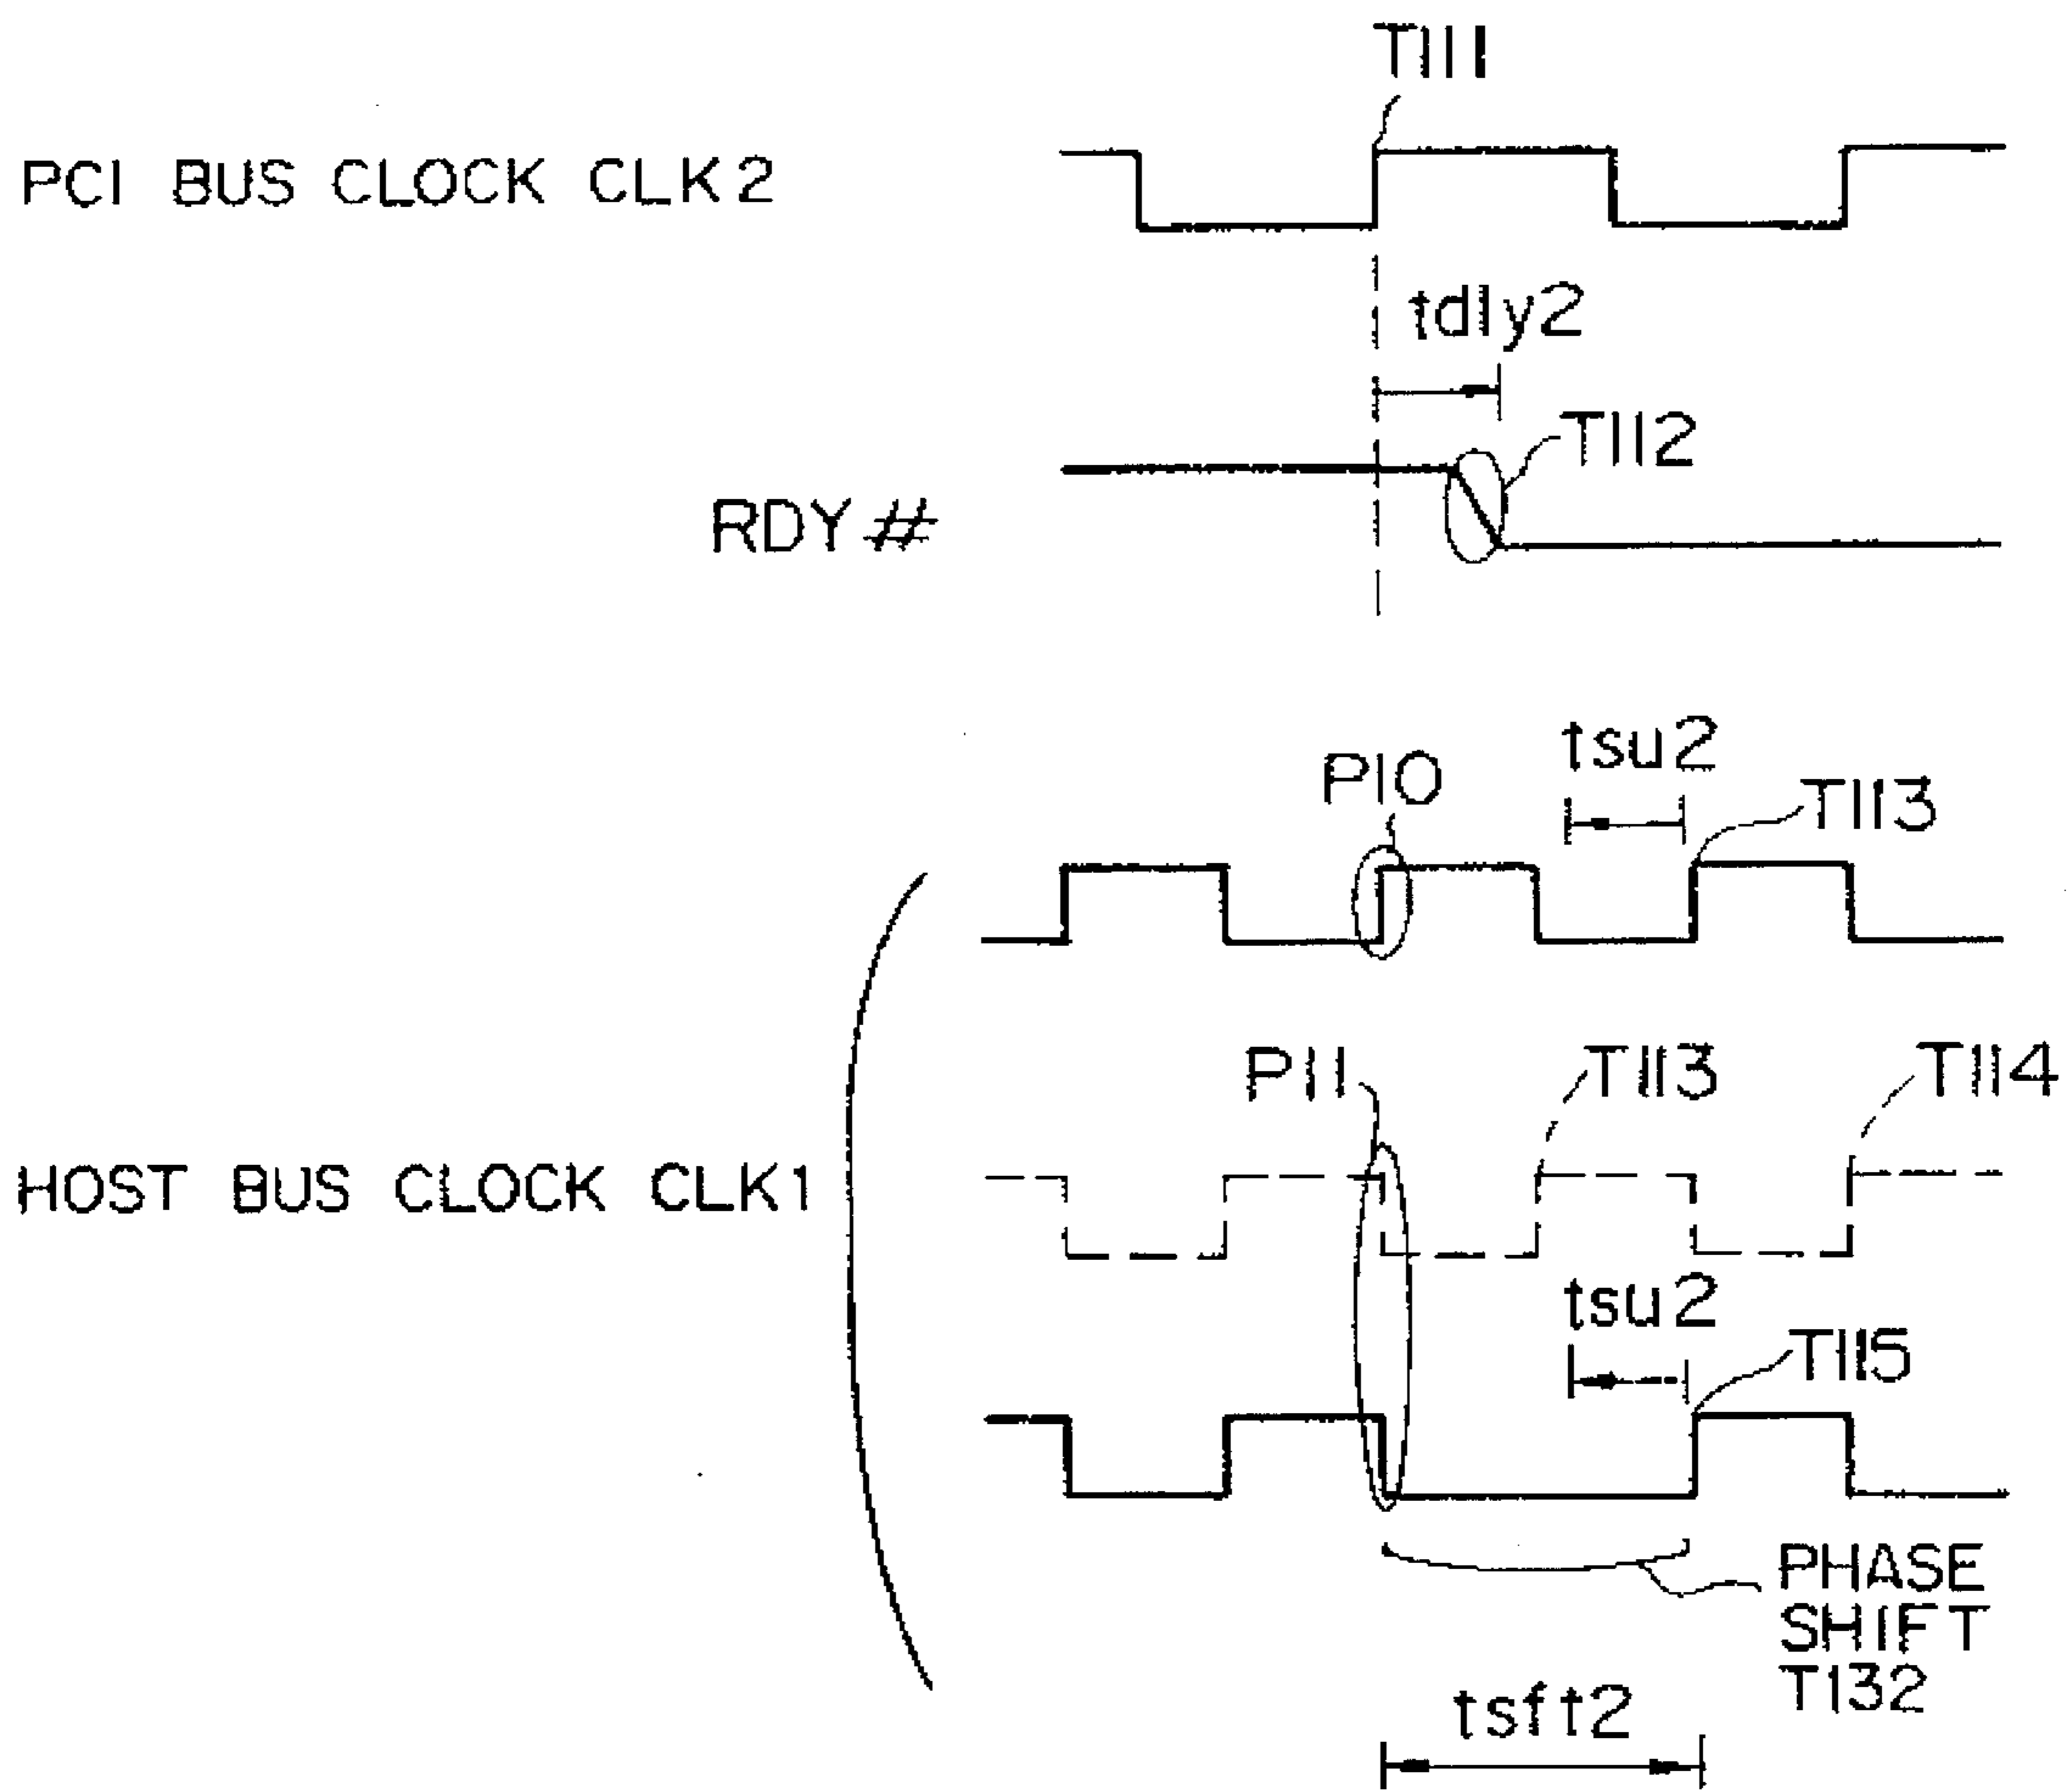 T111
PCI BUS CLOCK CLK2
tdly2
T112
RDY#
tsu2
P10
T113
P11
T113
T114
HOST BUS CLOCK CLK1
tsu2
T115
PHASE
SHIFT
T132
tsft2